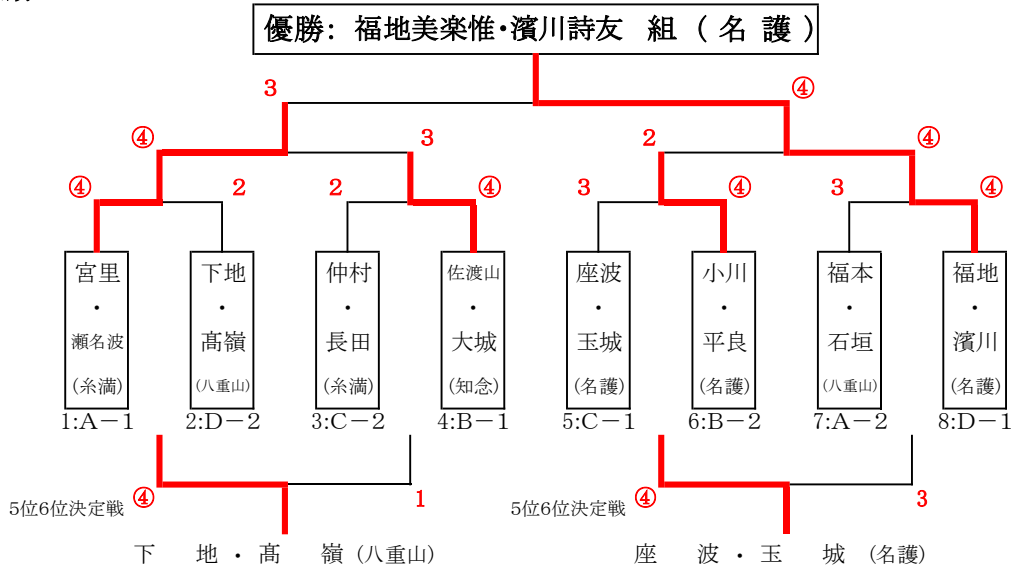 優勝: 福地美楽惟・濱川詩友 組 ( 名 護 )
3 ④
④ 3 2 ④
④ 2 2 ④ 3 ④ 3 ④
宮里・瀬名波(糸満)
下地・髙嶺(八重山)
仲村・長田(糸満)
佐渡山・大城(知念)
座波・玉城(名護)
小川・平良(名護)
福本・石垣(八重山)
福地・濱川(名護)
1:A－1 2:D－2 3:C－2 4:B－1 5:C－1 6:B－2 7:A－2 8:D－1
5位6位決定戦 ④ 1 5位6位決定戦 ④ 3
下 地・髙 嶺 (八重山) 座 波・玉 城 (名護)